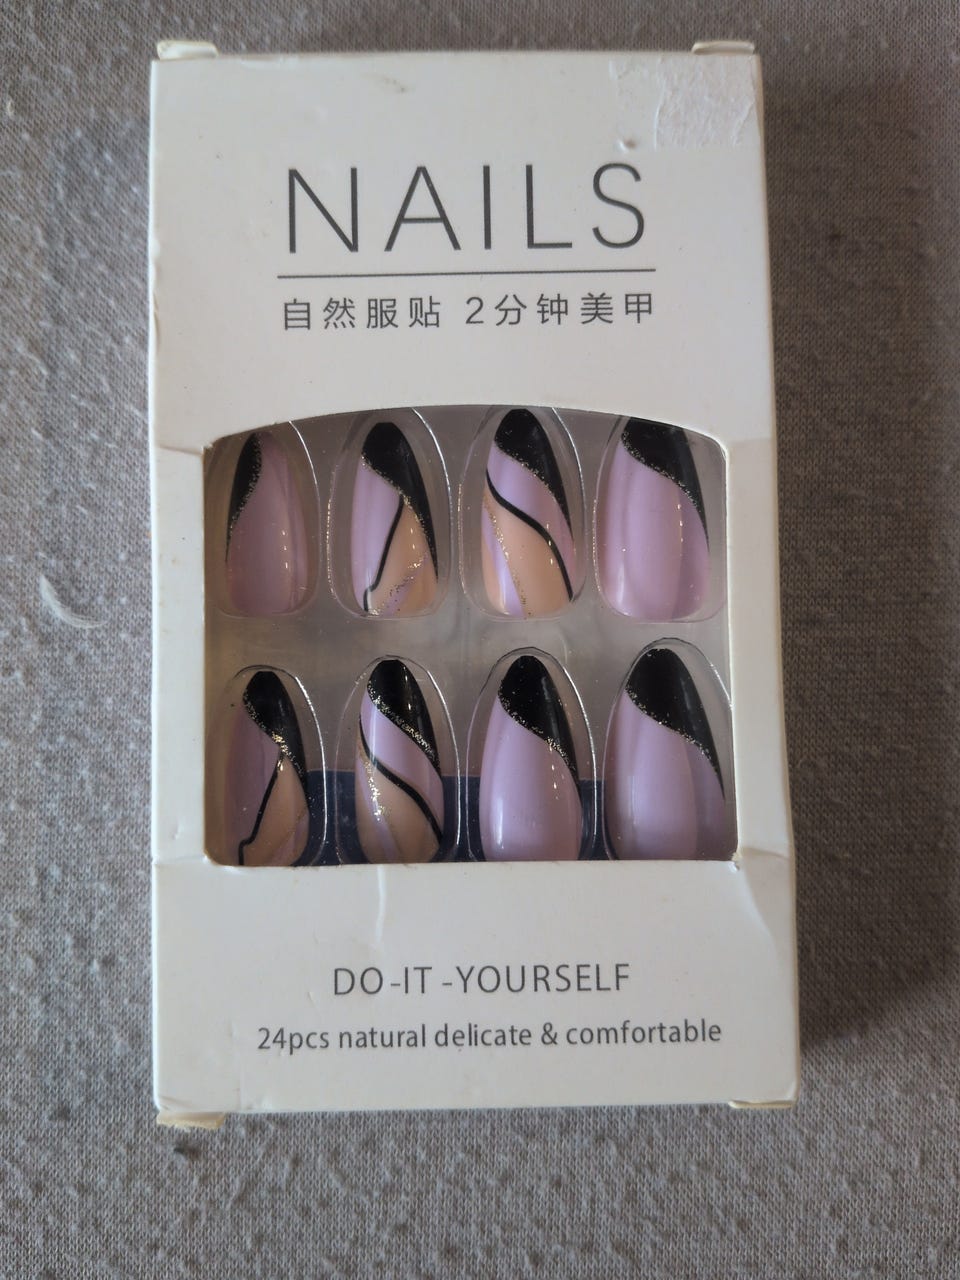 NAILS
自然服贴 2分钟美甲
DO-IT -YOURSELF
24pcs natural delicate & comfortable